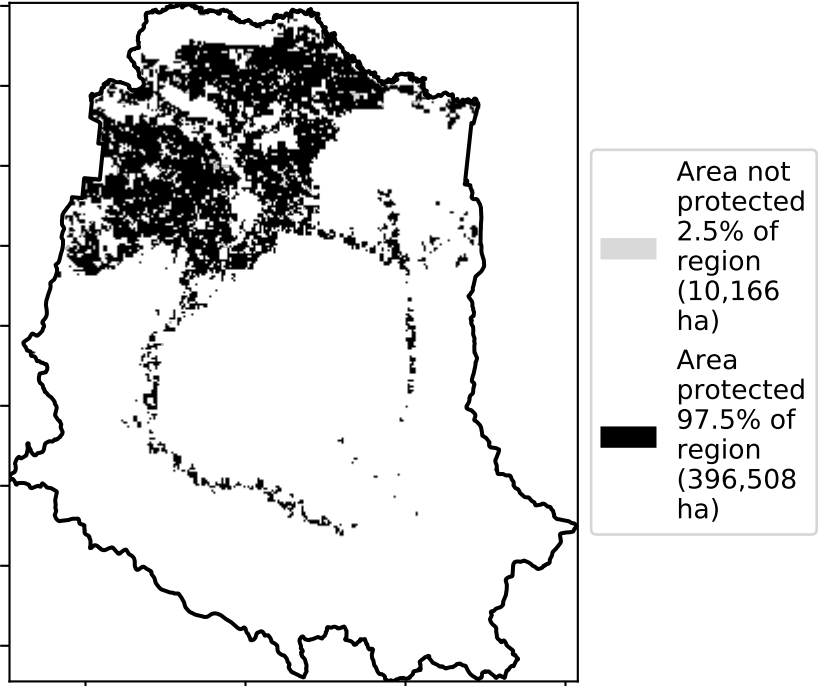 Area not
protected
2.5% of
region
(10,166
ha)
Area
protected
97.5% of
region
(396,508
ha)